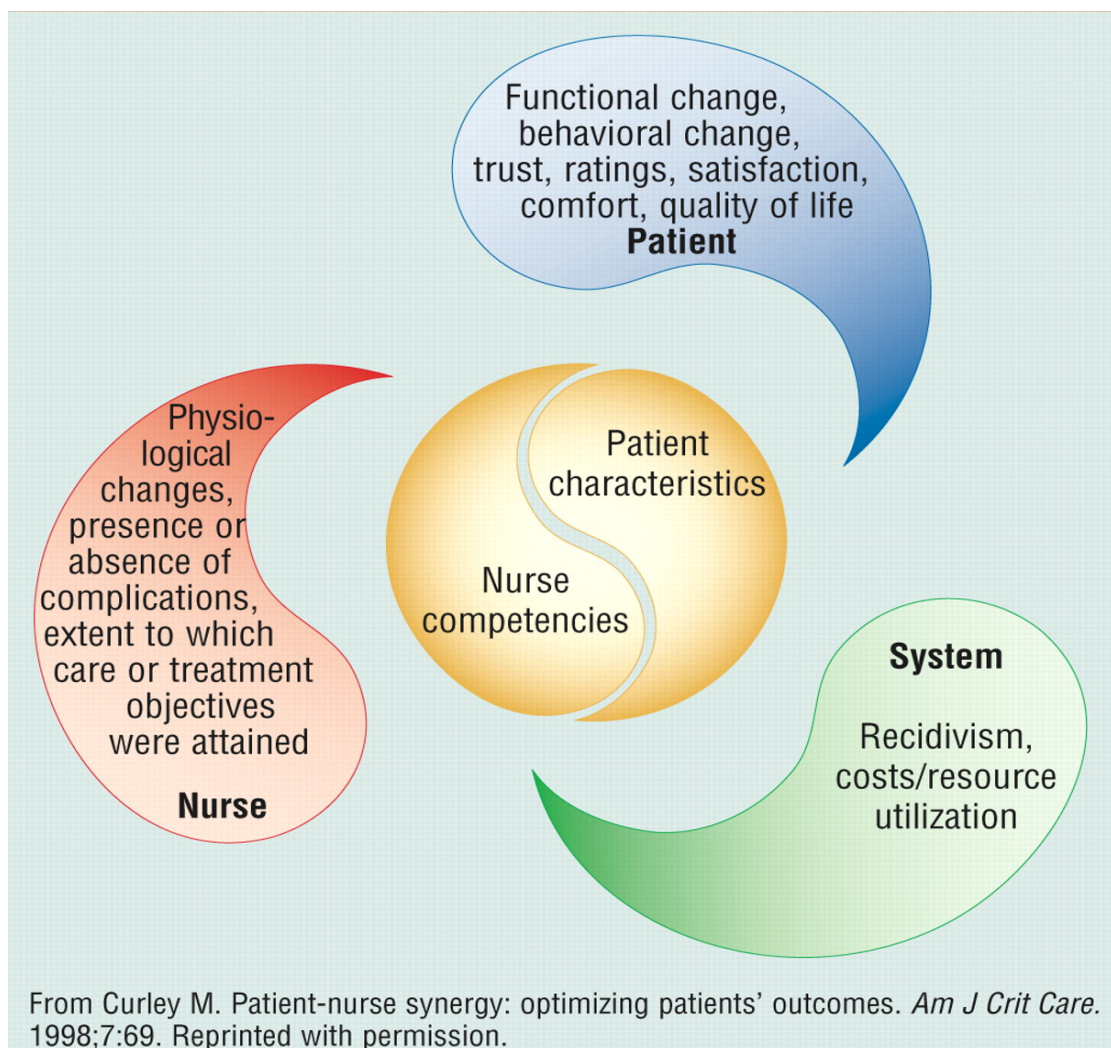 Functional change,
behavioral change,
trust, ratings, satisfaction,
comfort, quality of life
Patient
Physio-
logical
changes,
presence or
absence of
complications,
extent to which
care or treatment
objectives
were attained
Nurse
Patient
characteristics
Nurse
competencies
System
Recidivism,
costs/resource
utilization
From Curley M. Patient-nurse synergy: optimizing patients’ outcomes. Am J Crit Care.
1998;7:69. Reprinted with permission.